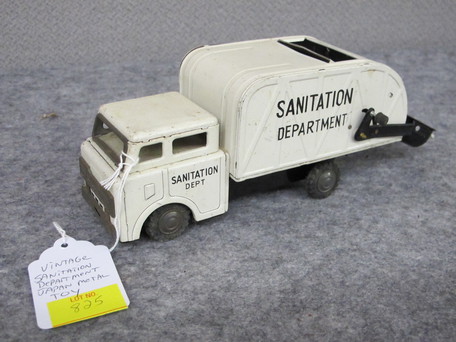 SANITATION
DEPARTMENT
SANITATION
DEPT
VINTAGE
SANITATION
DEPARTMENT
JAPAN METAL
TOY
LOT NO.
825